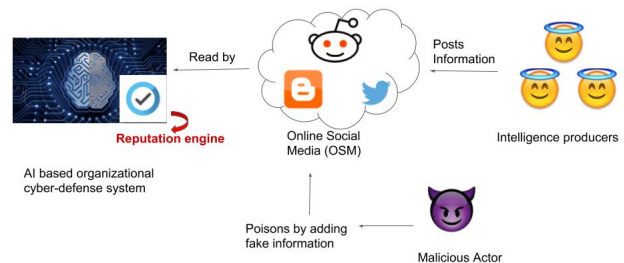 Read by
Posts
Information
Reputation engine
Online Social
Media (OSM)
Intelligence producers
AI based organizational
cyber-defense system
Poisons by adding
fake information
Malicious Actor